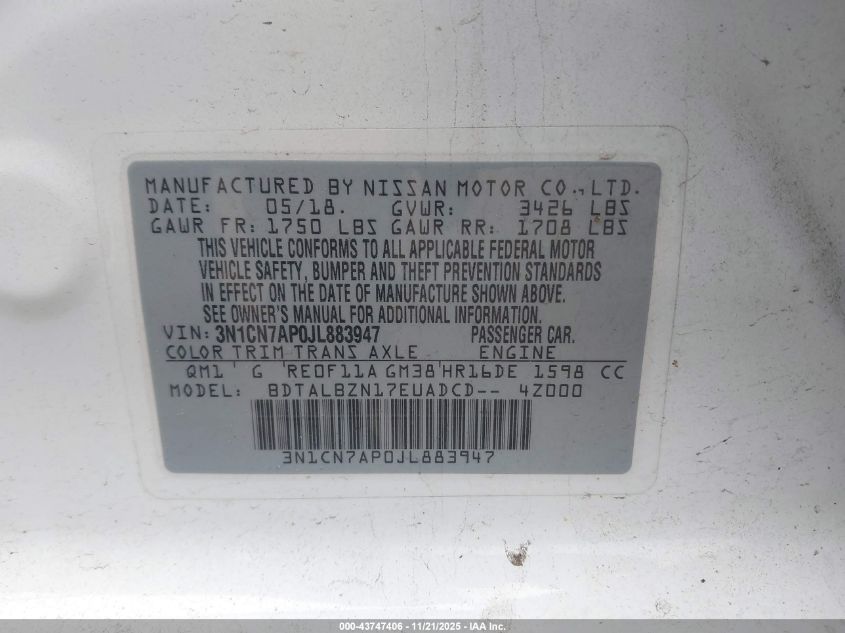 MANUFACTURED BY NISSAN MOTOR CO., LTD.
DATE: 05/18. GVWR: 3426 LBS
GAWR FR: 1750 LBS GAWR RR: 1708 LBS
THIS VEHICLE CONFORMS TO ALL APPLICABLE FEDERAL MOTOR
VEHICLE SAFETY, BUMPER AND THEFT PREVENTION STANDARDS
IN EFFECT ON THE DATE OF MANUFACTURE SHOWN ABOVE.
SEE OWNER'S MANUAL FOR ADDITIONAL INFORMATION.
VIN: 3N1CN7AP0JL883947 PASSENGER CAR.
COLOR TRIM TRANS AXLE ENGINE
QM1 G RE0F11A GM38 HR16DE 1598 CC
MODEL: BDTALBZN17EUADCD-- 4Z000
3N1CN7AP0JL883947
000-43747406 - 11/21/2025 - IAA Inc.